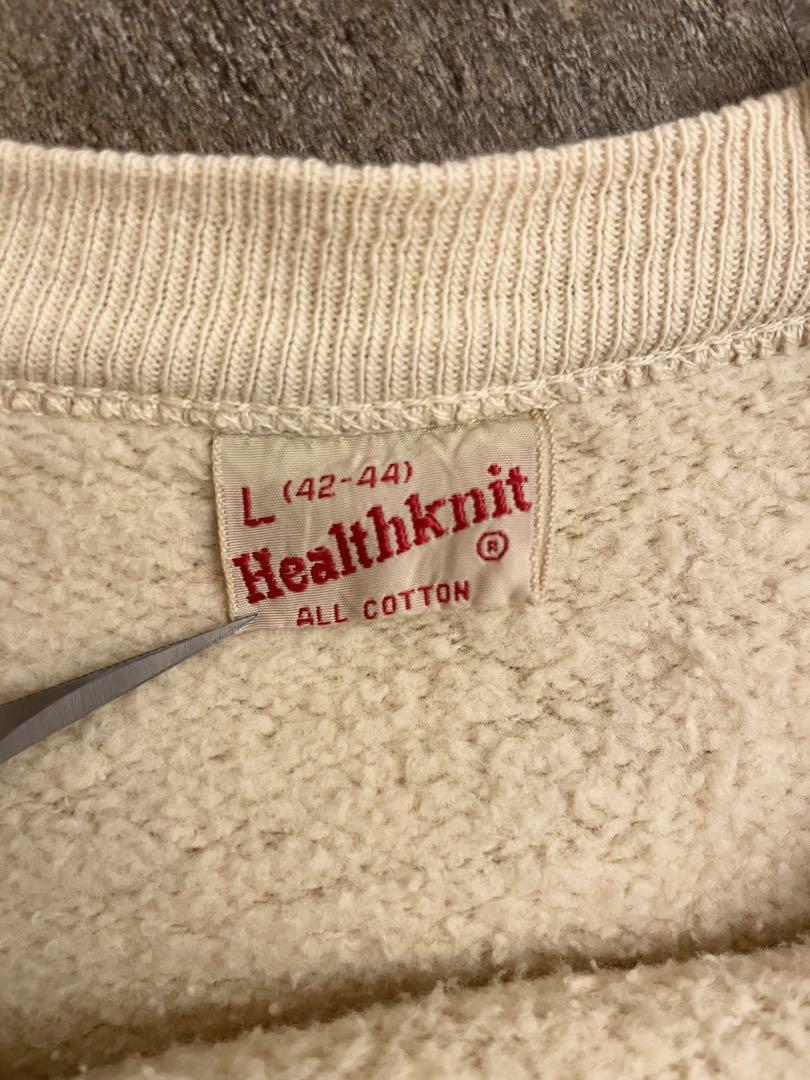 L (42-44)
Healthknit
®
ALL COTTON